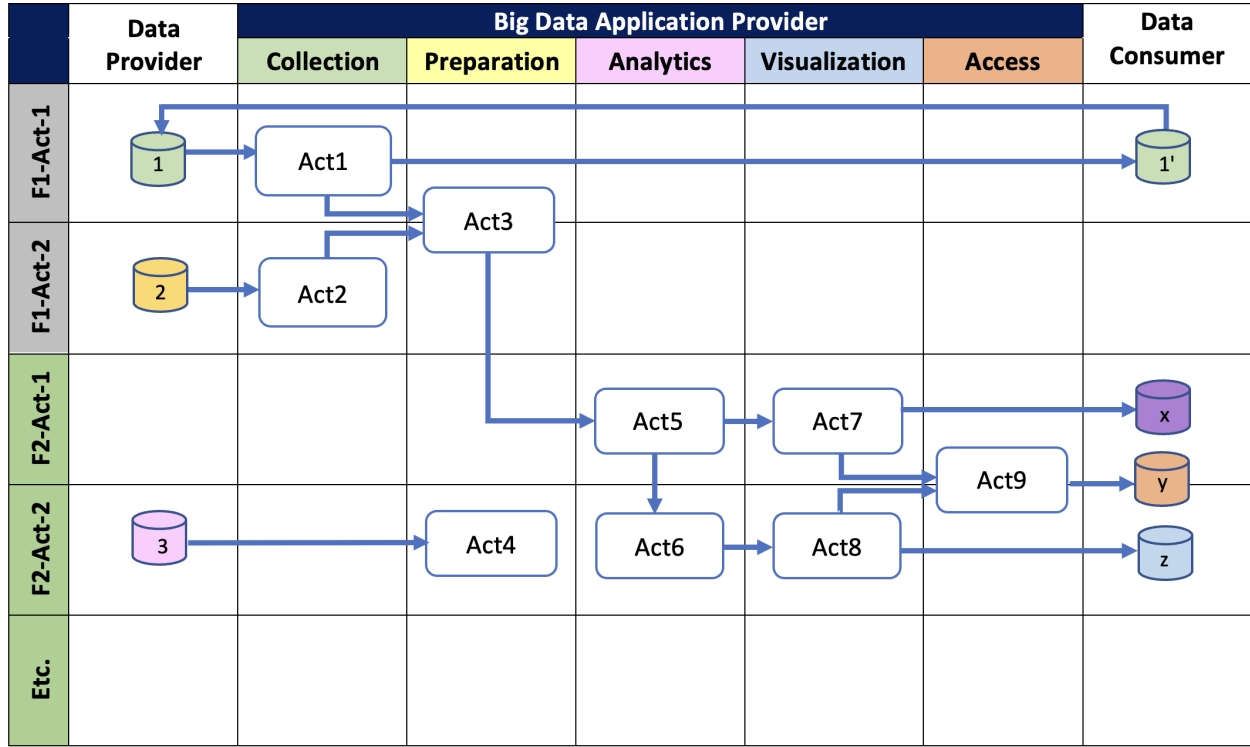 Data
Provider
Big Data Application Provider
Data
Consumer
Collection
Preparation
Analytics
Visualization
Access
F1-Act-1
1
Act1
1'
Act3
F1-Act-2
2
Act2
F2-Act-1
Act5
Act7
x
Act9
y
F2-Act-2
3
Act4
Act6
Act8
z
Etc.